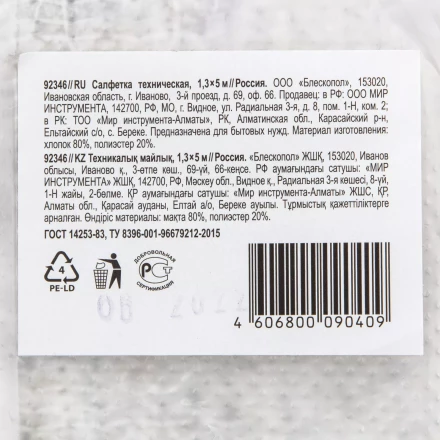 92346//RU Салфетка техническая, 1,3×5 м//Россия. ООО «Блескопол», 153020,
Ивановская область, г. Иваново, 3-й проезд, д. 69, оф. 66. Продавец: в РФ: ООО МИР
ИНСТРУМЕНТА, 142700, РФ, МО, г. Видное, ул. Радиальная 3-я, д. 8, пом. 1-Н, ком. 2;
в РК: ТОО «Мир инструмента-Алматы», РК, Алматинская обл., Карасайский р-н,
Ельтайский с/о, с. Береке. Предназначена для бытовых нужд. Материал изготовления:
хлопок 80%, полиэстер 20%.
92346//KZ Техникалық майлық, 1,3×5 м//Россия. «Блескопол» ЖШҚ, 153020, Иванов
облысы, Иваново қ., 3-өтпе көш., 69-үй, 66-кеңсе. РФ аумағындағы сатушы: «МИР
ИНСТРУМЕНТА» ЖШҚ, 142700, РФ, Мәскеу обл., Видное қ., Радиальная 3-я көшесі, 8-үй,
1-Н жайы, 2-бөлме. ҚР аумағындағы сатушы: «Мир инструмента-Алматы» ЖШС, ҚР,
Алматы обл., Қарасай ауданы, Елтай а/о, Береке ауылы. Тұрмыстық қажеттіліктерге
арналған. Өндіріс материалы: мақта 80%, полиэстер 20%.
ГОСТ 14253-83, ТУ 8396-001-96679212-2015
4
PE-LD
ДОБРОВОЛЬНАЯ
РСТ
СЕРТИФИКАЦИЯ
08 2022
4 606800 090409